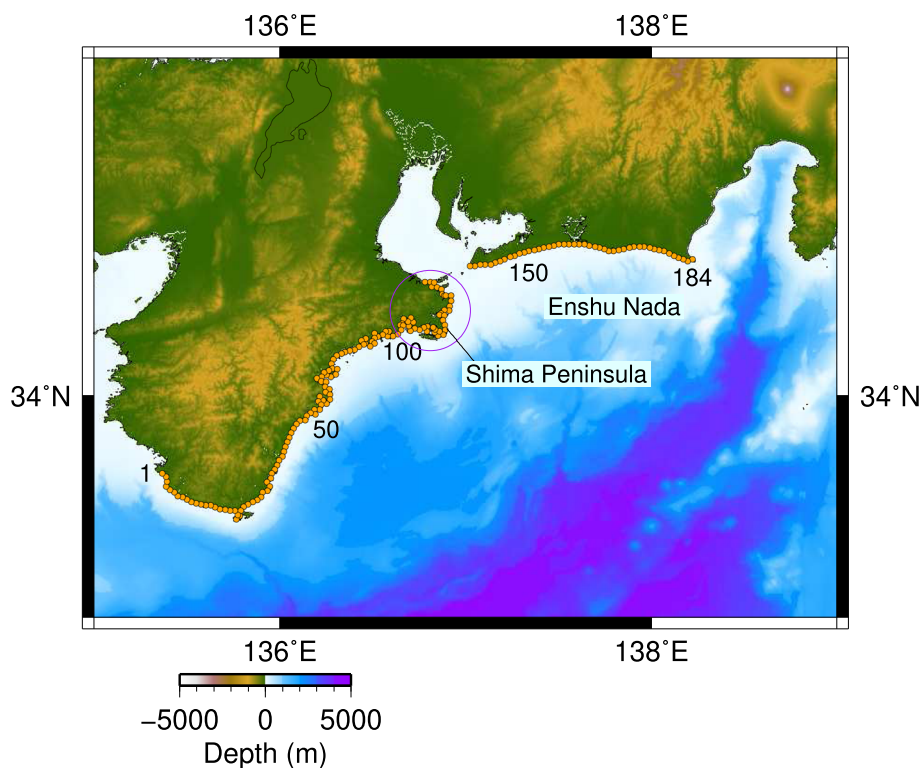 136˚E 138˚E
150
184
Enshu Nada
100
Shima Peninsula
34˚N 34˚N
50
1
136˚E 138˚E
−5000 0 5000
Depth (m)